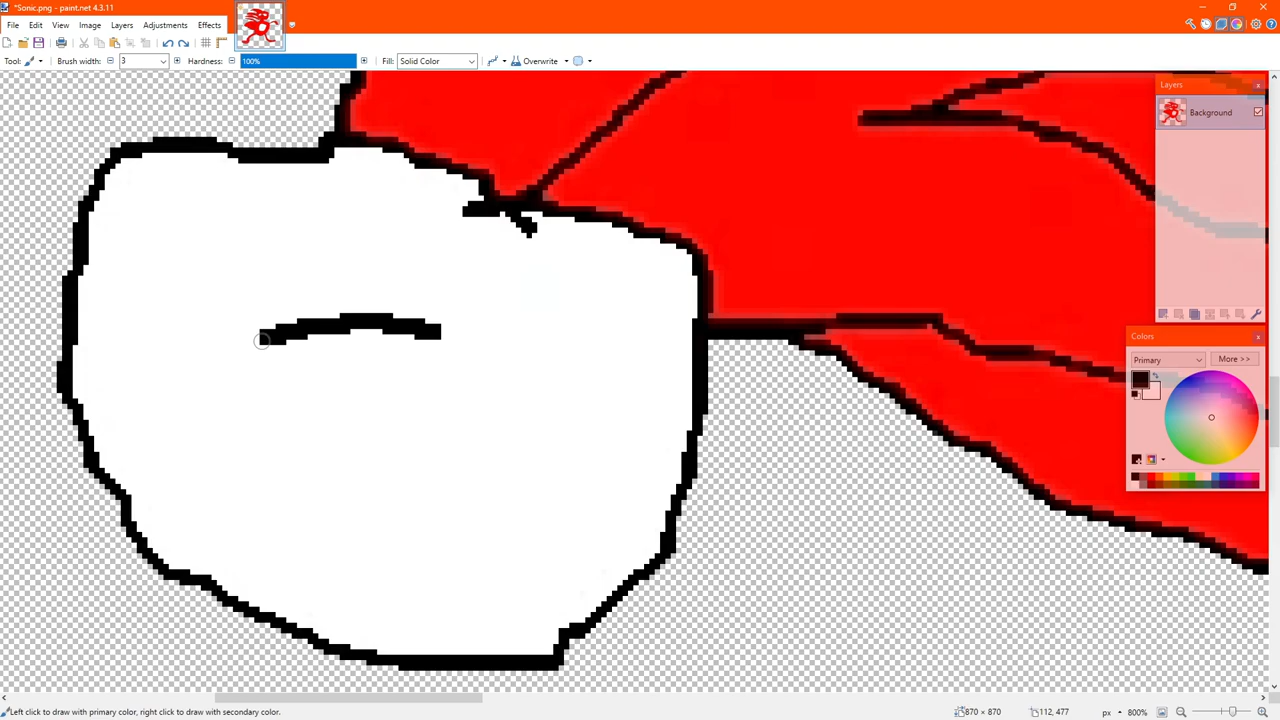 *Sonic.png - paint.net 4.3.11
File Edit View Image Layers Adjustments Effects
Tool: Brush width: 3 Hardness: 100% Fill: Solid Color Overwrite
Layers
Background
Colors
Primary More >>
Left click to draw with primary color, right click to draw with secondary color. 870 × 870 112, 477 px 800%